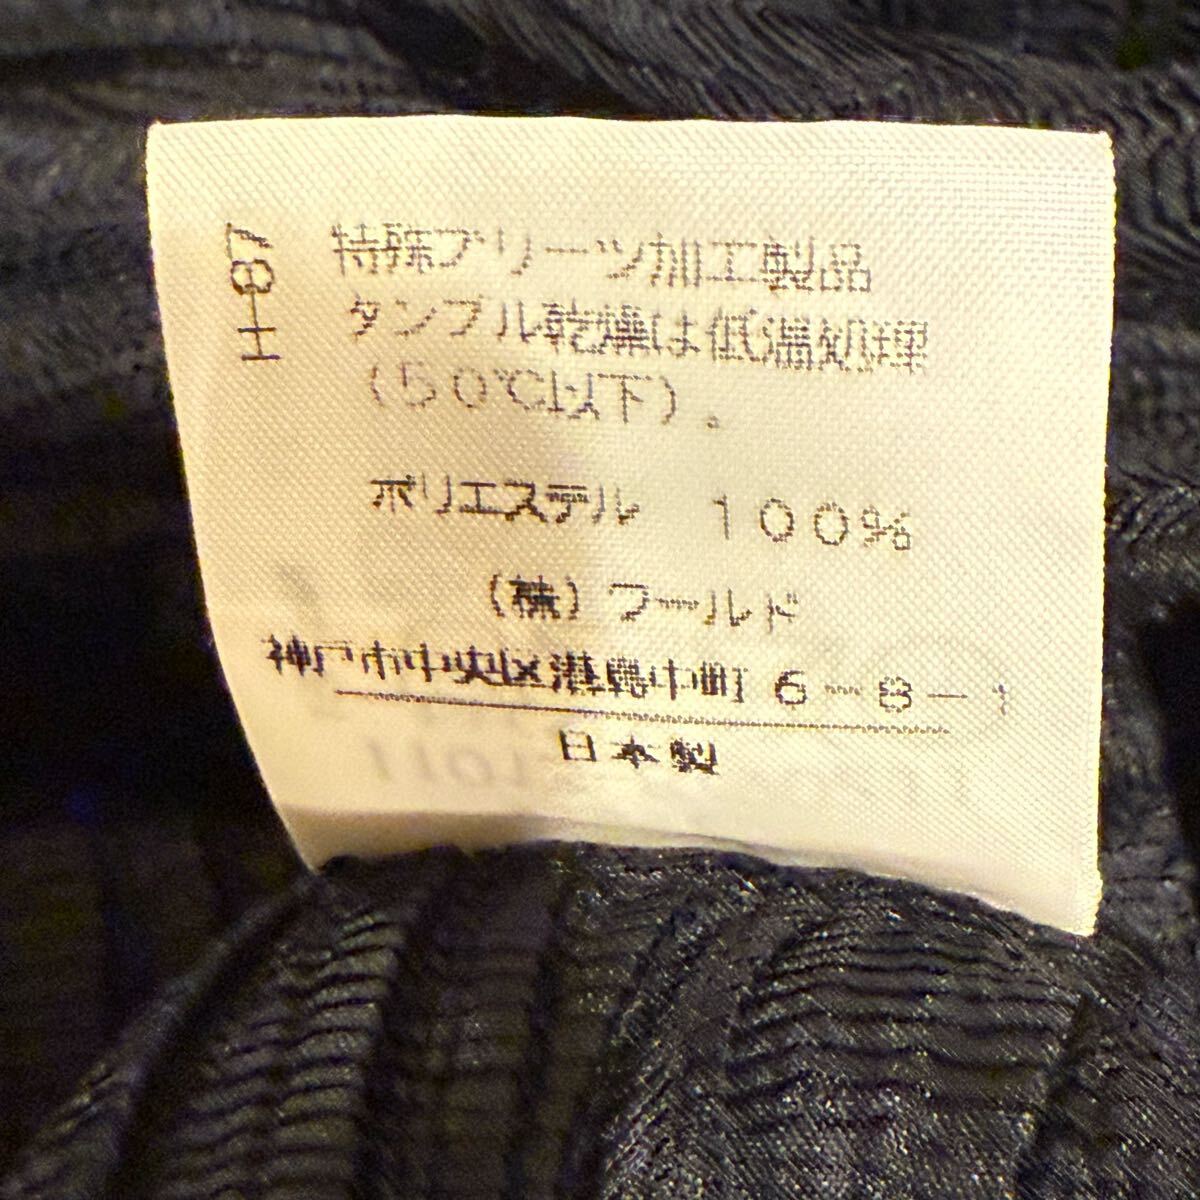 H-87
特殊プリーツ加工製品
タンブル乾燥は低温処理
(50℃以下)。
ポリエステル 100%
(株)ワールド
神戸市中央区港島中町6-8-1
日本製